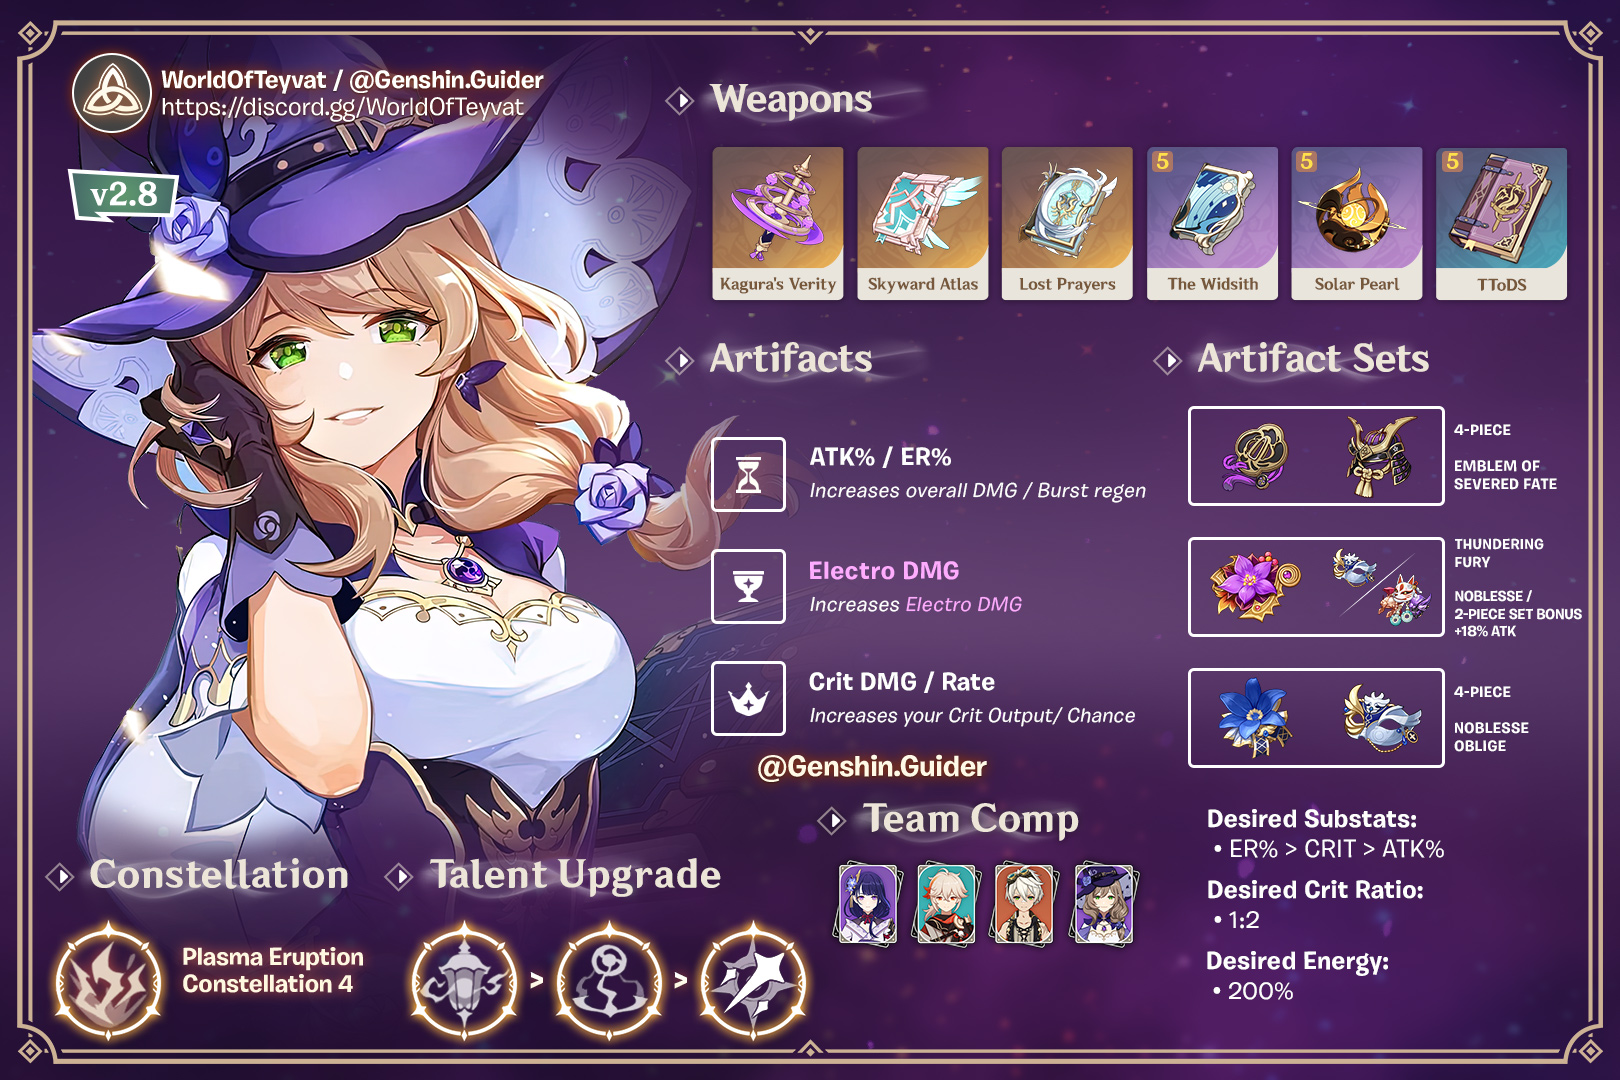 WorldOfTeyvat / @Genshin.Guider
https://discord.gg/WorldOfTeyvat
v2.8
Weapons
5
5
5
Kagura's Verity
Skyward Atlas
Lost Prayers
The Widsith
Solar Pearl
TToDS
Artifacts
ATK% / ER%
Increases overall DMG / Burst regen
Electro DMG
Increases Electro DMG
Crit DMG / Rate
Increases your Crit Output/ Chance
@Genshin.Guider
Artifact Sets
4-PIECE
EMBLEM OF
SEVERED FATE
THUNDERING
FURY
NOBLESSE /
2-PIECE SET BONUS
+18% ATK
4-PIECE
NOBLESSE
OBLIGE
Team Comp
Desired Substats:
• ER% > CRIT > ATK%
Desired Crit Ratio:
• 1:2
Desired Energy:
• 200%
Constellation
Plasma Eruption
Constellation 4
Talent Upgrade
> >